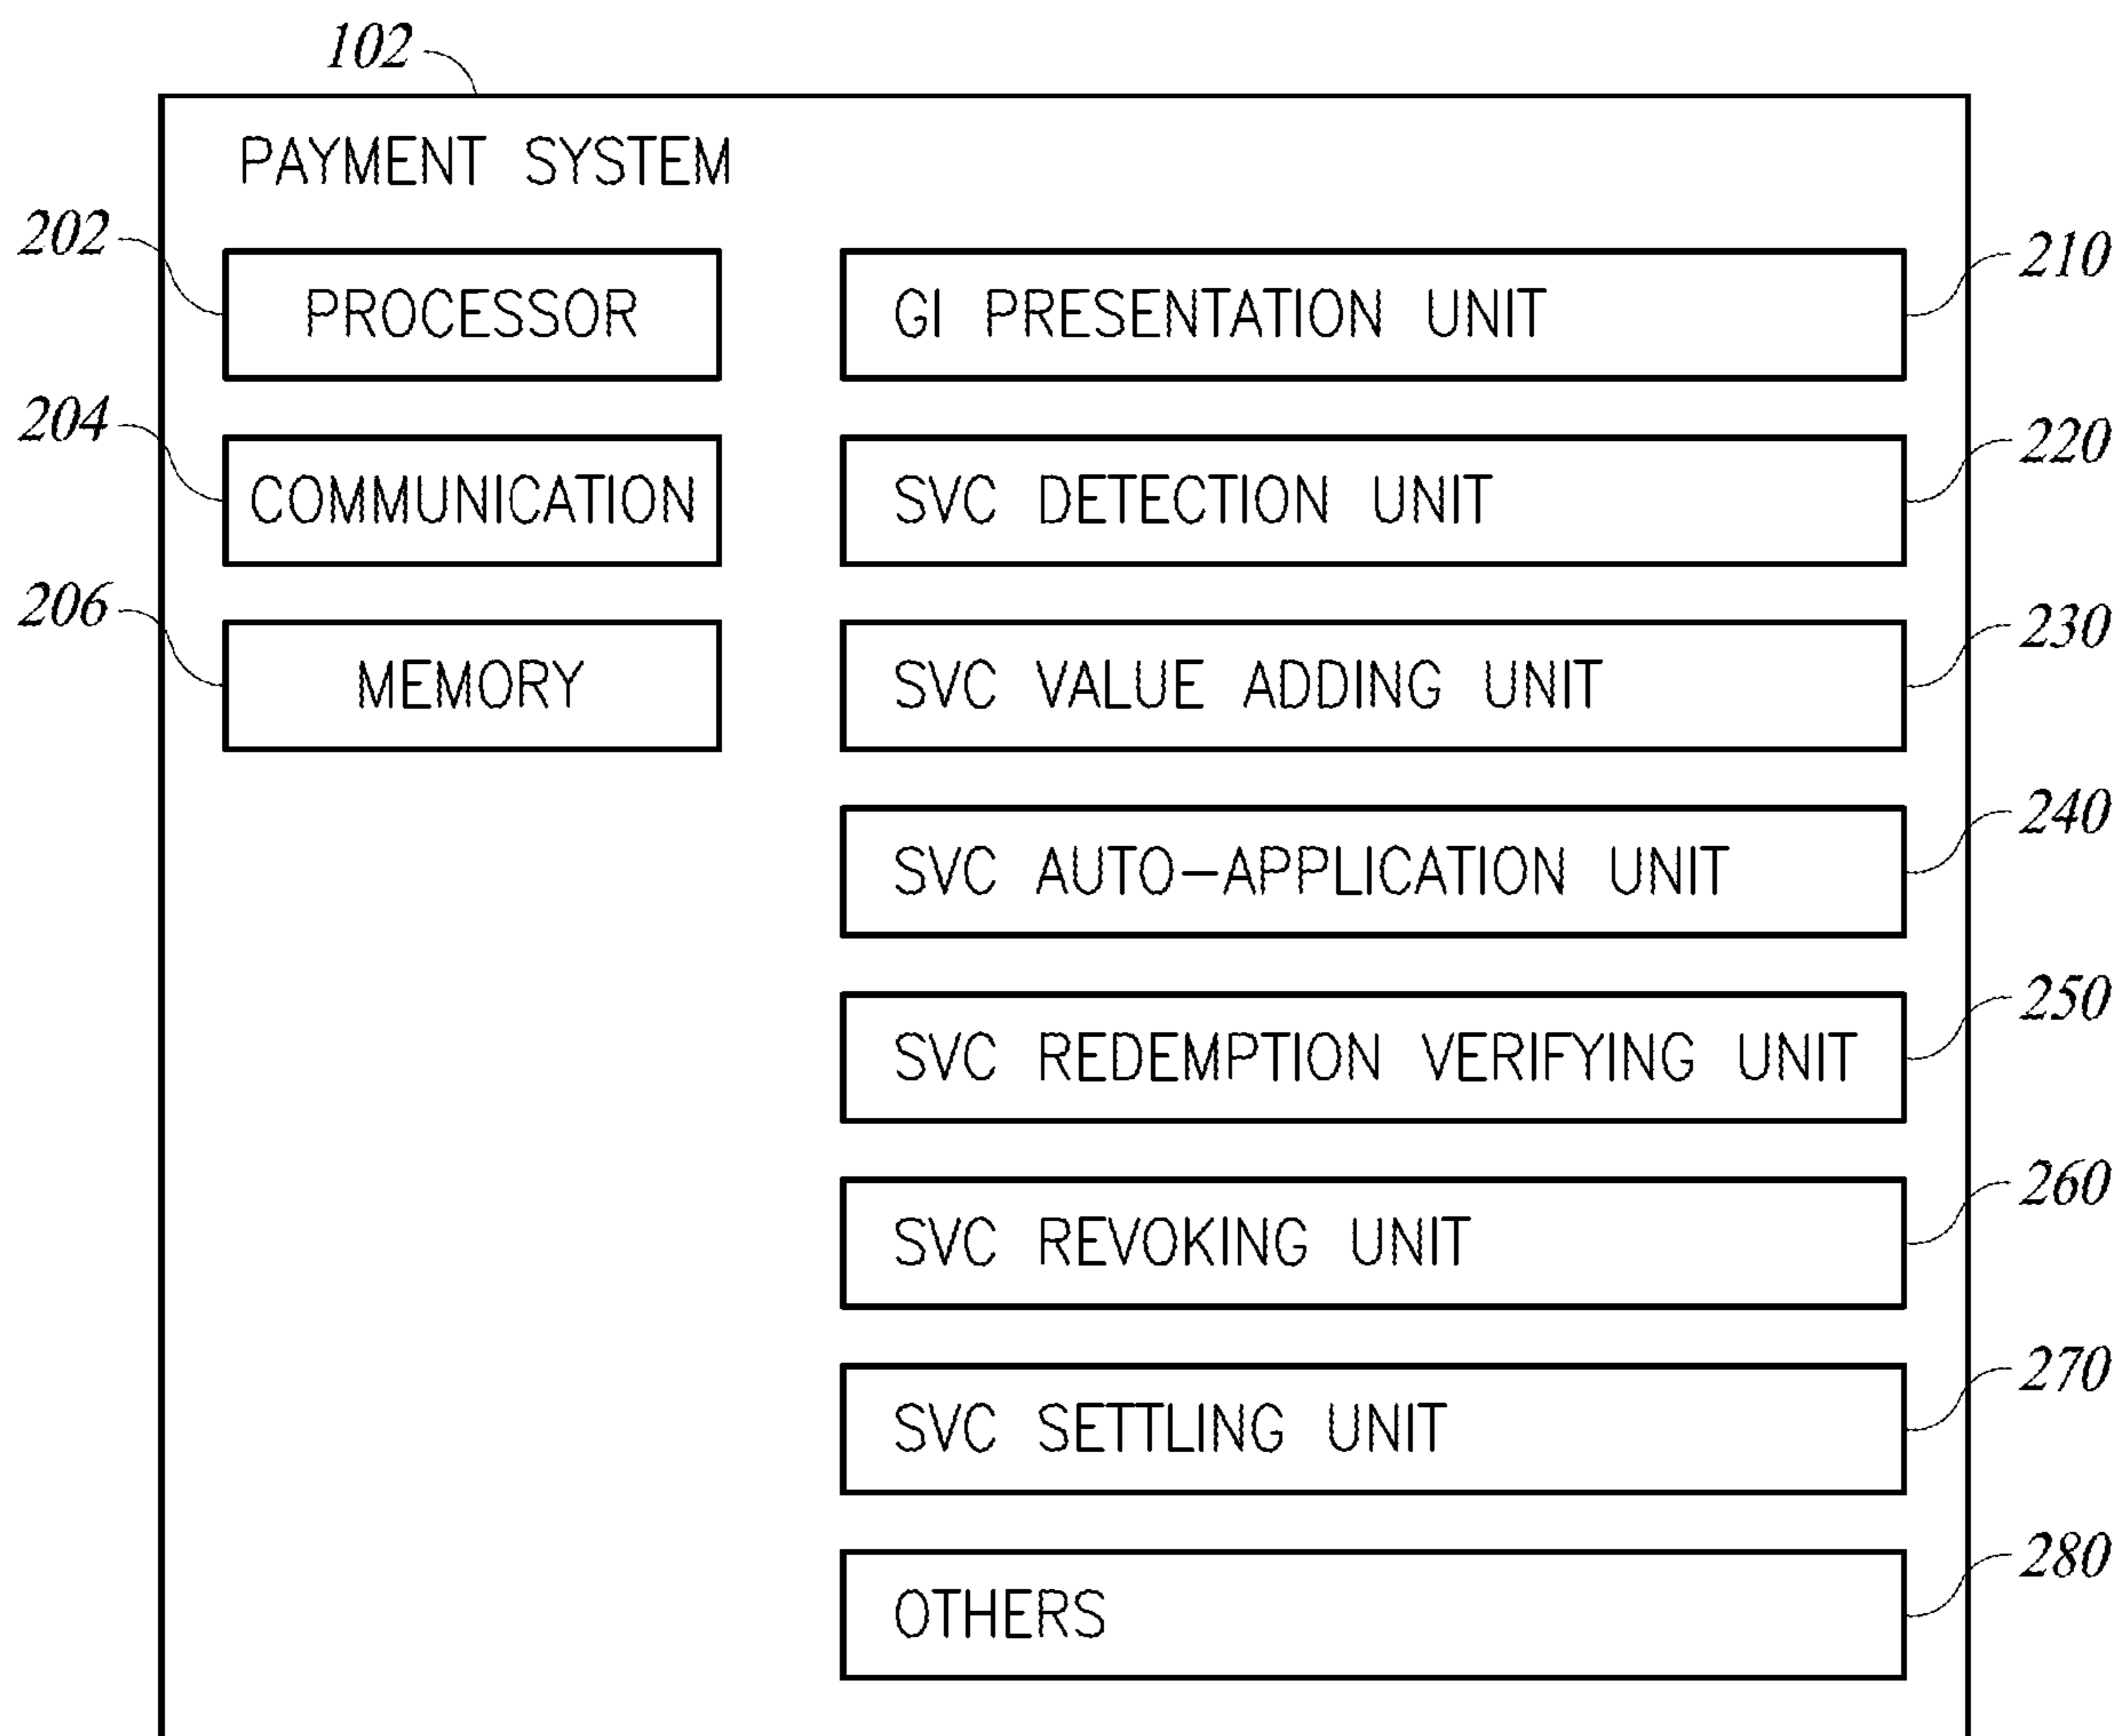 102
PAYMENT SYSTEM
202
PROCESSOR
GI PRESENTATION UNIT
210
204
COMMUNICATION
SVC DETECTION UNIT
220
206
MEMORY
SVC VALUE ADDING UNIT
230
SVC AUTO-APPLICATION UNIT
240
SVC REDEMPTION VERIFYING UNIT
250
SVC REVOKING UNIT
260
SVC SETTLING UNIT
270
OTHERS
280